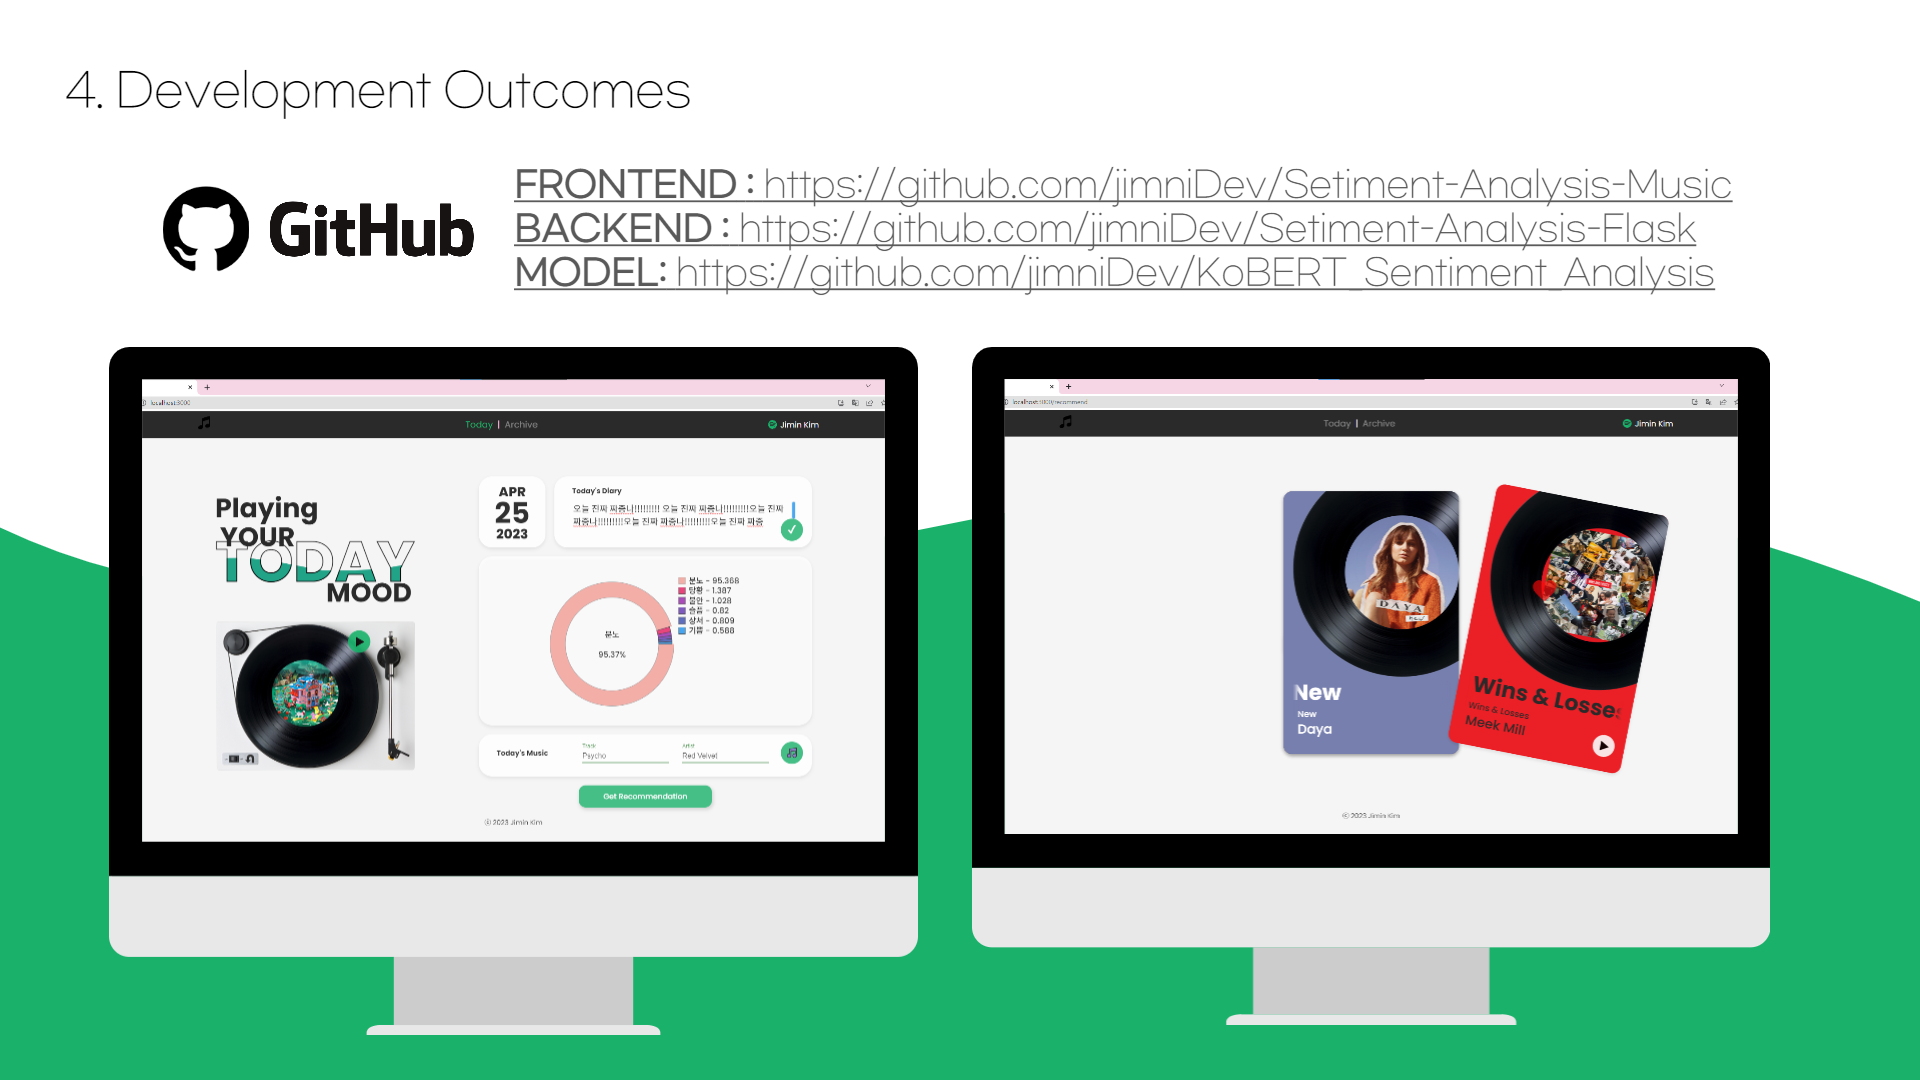 4. Development Outcomes
GitHub
FRONTEND : https://github.com/jimniDev/Setiment-Analysis-Music
BACKEND : https://github.com/jimniDev/Setiment-Analysis-Flask
MODEL: https://github.com/jimniDev/KoBERT_Sentiment_Analysis
localhost:3000
Today | Archive
Jimin Kim
Playing
YOUR
TODAY
MOOD
APR
25
2023
Today's Diary
오늘 진짜 짜증나!!!!!!!!! 오늘 진짜 짜증나!!!!!!!!!오늘 진짜
짜증나!!!!!!!!!오늘 진짜 짜증나!!!!!!!!!오늘 진짜 짜증
분노
95.37%
분노 - 95.368
당황 - 1.387
불안 - 1.028
슬픔 - 0.82
상처 - 0.809
기쁨 - 0.588
Today's Music
Track
Psycho
Artist
Red Velvet
Get Recommendation
ⓒ 2023 Jimin Kim
localhost:3000/recommend
Today | Archive
Jimin Kim
DAYA
New
New
Daya
Wins & Losse
Wins & Losses
Meek Mill
ⓒ 2023 Jimin Kim